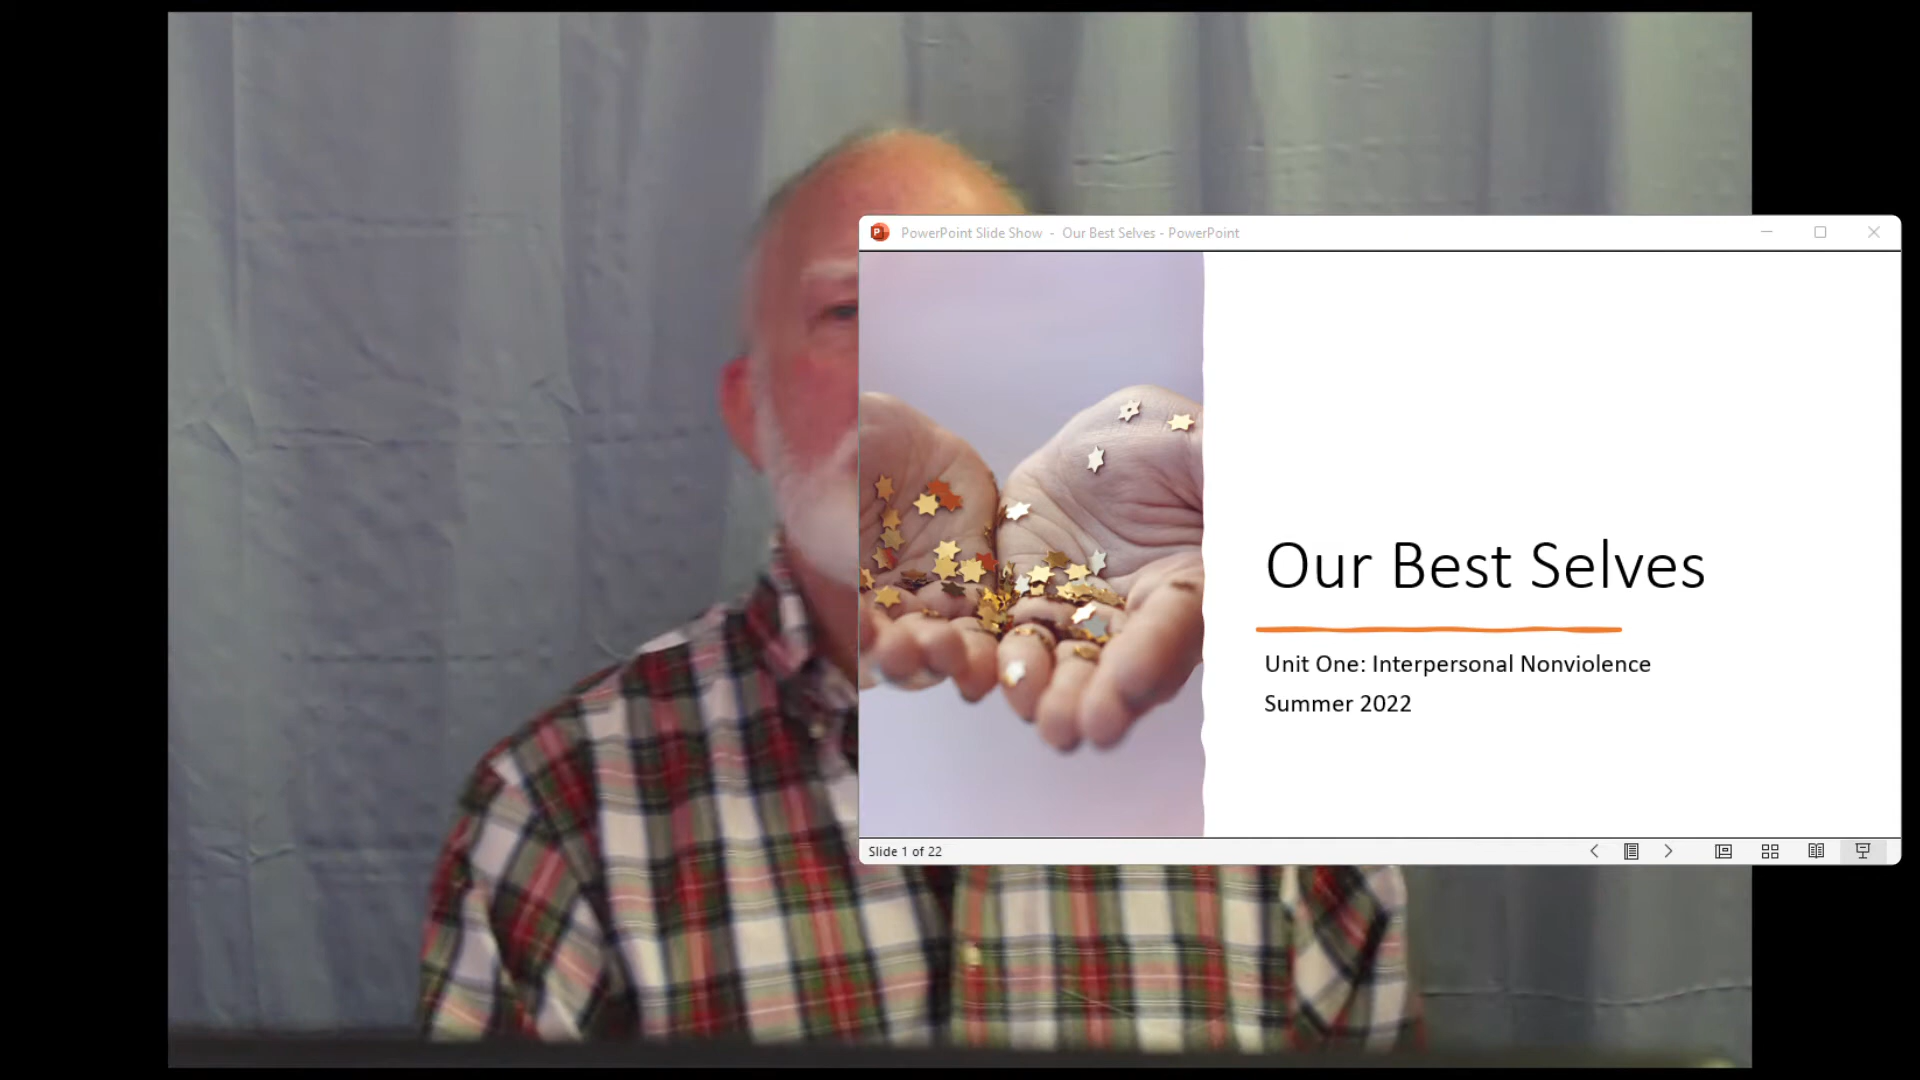 PowerPoint Slide Show - Our Best Selves - PowerPoint
Our Best Selves
Unit One: Interpersonal Nonviolence
Summer 2022
Slide 1 of 22